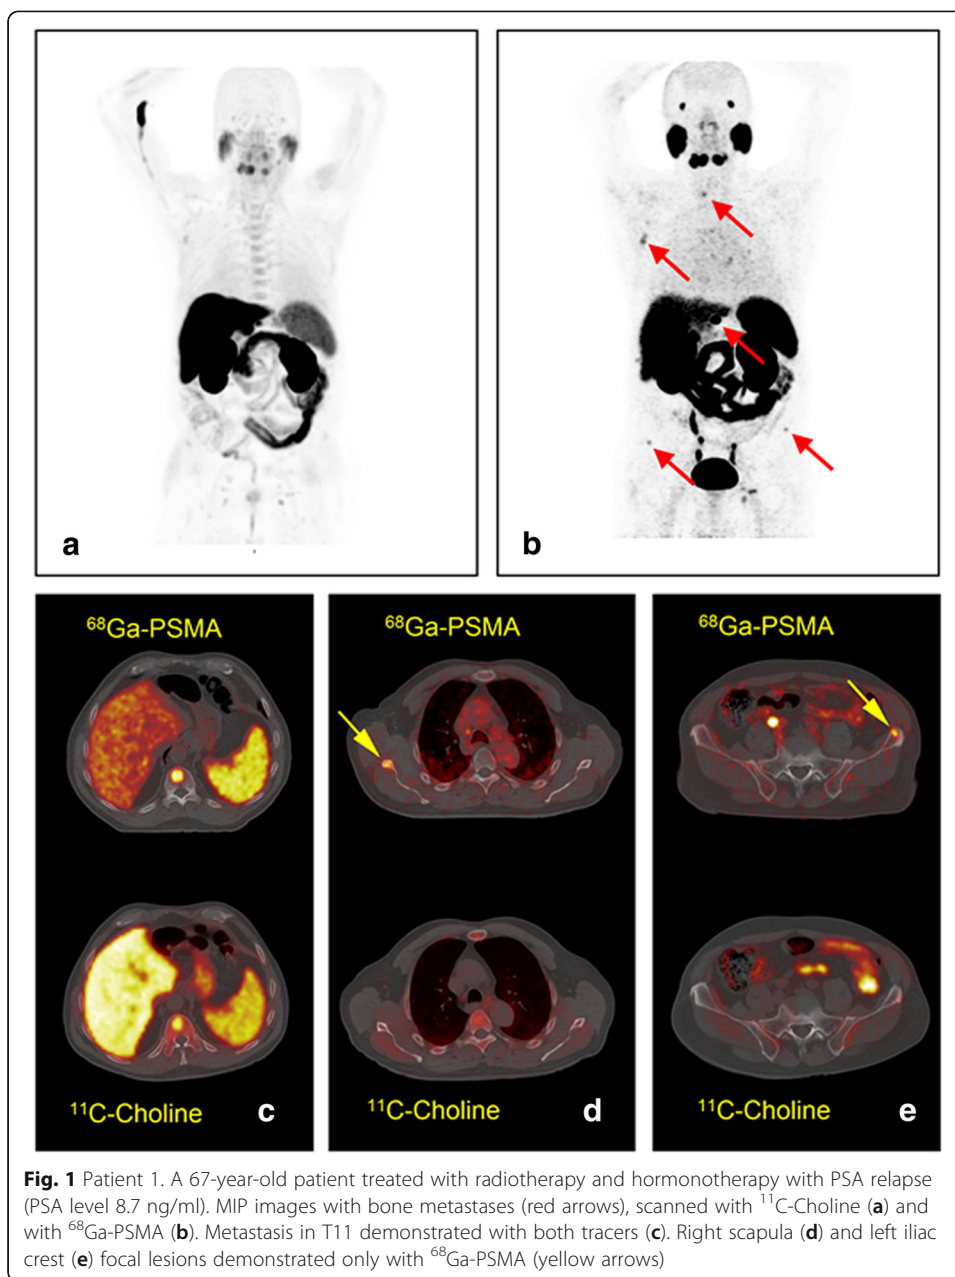 a
b
⁶⁸Ga-PSMA
⁶⁸Ga-PSMA
⁶⁸Ga-PSMA
¹¹C-Choline
c
¹¹C-Choline
d
¹¹C-Choline
e
Fig. 1 Patient 1. A 67-year-old patient treated with radiotherapy and hormonotherapy with PSA relapse
(PSA level 8.7 ng/ml). MIP images with bone metastases (red arrows), scanned with ¹¹C-Choline (a) and
with ⁶⁸Ga-PSMA (b). Metastasis in T11 demonstrated with both tracers (c). Right scapula (d) and left iliac
crest (e) focal lesions demonstrated only with ⁶⁸Ga-PSMA (yellow arrows)